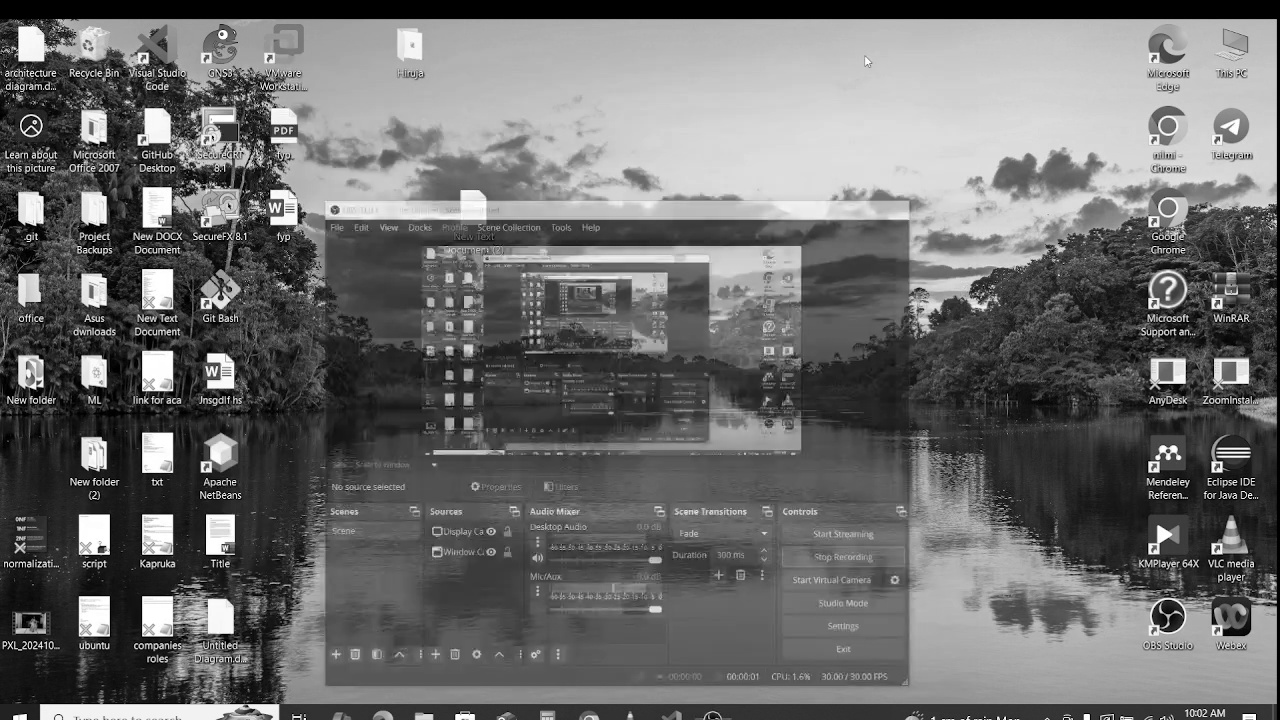 architecture
diagram.d...
Recycle Bin
Visual Studio
Code
GNS3
VMware
Workstati...
Hiruja
Microsoft
Edge
This PC
Learn about
this picture
Microsoft
Office 2007
GitHub
Desktop
SecureCRT
8.1
PDF
fyp
nilmi -
Chrome
Telegram
.git
Project
Backups
New DOCX
Document
SecureFX 8.1
fyp
Google
Chrome
office
Asus
dwnloads
New Text
Document
Git Bash
Microsoft
Support an...
WinRAR
New folder
ML
link for aca
Jnsgdlf hs
AnyDesk
ZoomInstal...
New folder
(2)
txt
Apache
NetBeans
Mendeley
Referen...
Eclipse IDE
for Java De...
normalizati...
script
Kapruka
Title
KMPlayer 64X
VLC media
player
PXL_202410...
ubuntu
companies
roles
Untitled
Diagram.d...
OBS Studio
Webex
File Edit View Docks Profile Scene Collection Tools Help
New Text
Document (2)
No source selected
Properties
Filters
Scenes
Sources
Audio Mixer
Scene Transitions
Controls
Scene
Display Ca
Window Ca
Desktop Audio
0.0 dB
Mic/Aux
0.0 dB
Fade
Duration 300 ms
Start Streaming
Stop Recording
Start Virtual Camera
Studio Mode
Settings
Exit
00:00:00
00:00:01
CPU: 1.6%
30.00 / 30.00 FPS
Type here to search
10:02 AM